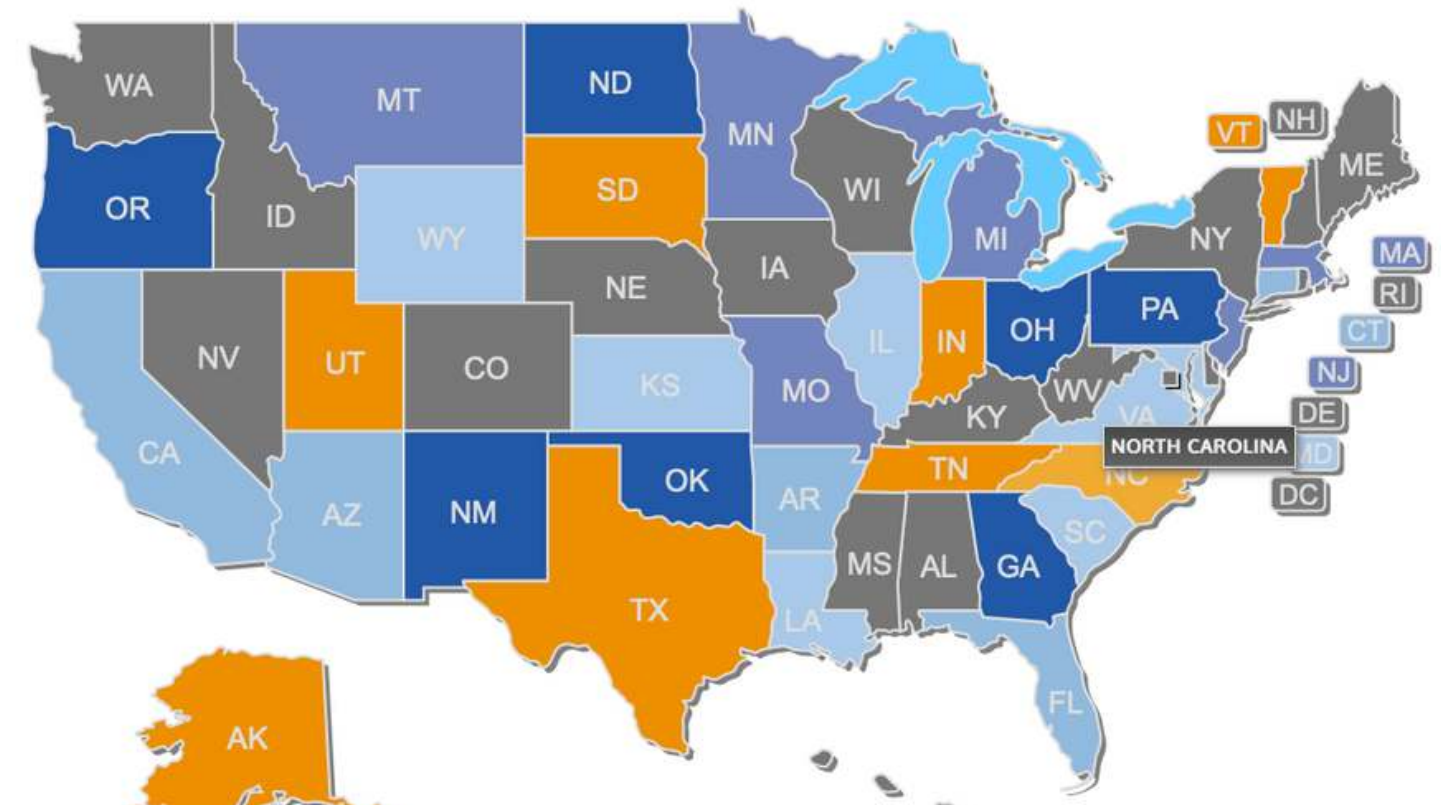 WA
MT
ND
MN
VT
NH
ME
OR
ID
SD
WI
WY
MI
NY
IA
NE
MA
RI
PA
OH
CT
IN
IL
NV
UT
CO
KS
MO
WV
NJ
KY
VA
DE
NORTH CAROLINA
CA
MD
TN
NC
OK
AR
DC
AZ
NM
SC
MS
AL
GA
TX
LA
FL
AK